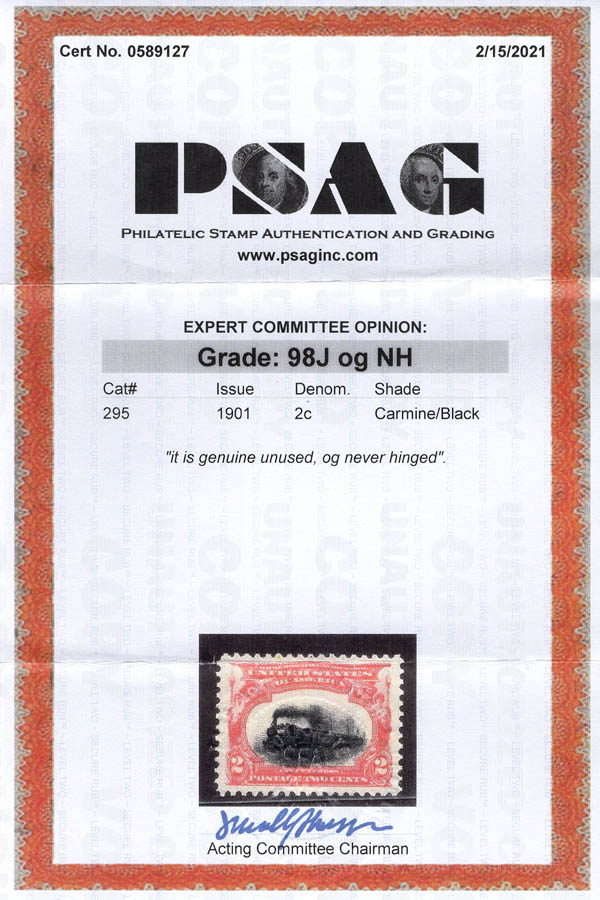 Cert No. 0589127 2/15/2021
PSAG
PHILATELIC STAMP AUTHENTICATION AND GRADING
www.psaginc.com
EXPERT COMMITTEE OPINION:
Grade: 98J og NH
Cat# Issue Denom. Shade
295 1901 2c Carmine/Black
"it is genuine unused, og never hinged".
UNITED STATES
OF AMERICA
2 2
POSTAGE TWO CENTS
Acting Committee Chairman